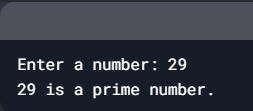 Enter a number: 29
29 is a prime number.